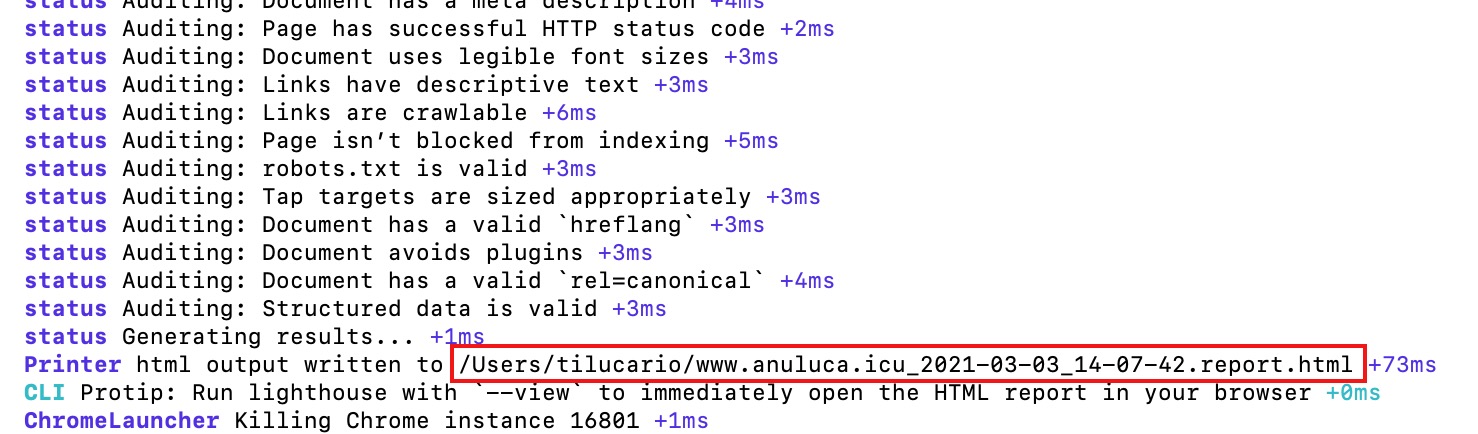 status Auditing: Document has a meta description +4ms
status Auditing: Page has successful HTTP status code +2ms
status Auditing: Document uses legible font sizes +3ms
status Auditing: Links have descriptive text +3ms
status Auditing: Links are crawlable +6ms
status Auditing: Page isn’t blocked from indexing +5ms
status Auditing: robots.txt is valid +3ms
status Auditing: Tap targets are sized appropriately +3ms
status Auditing: Document has a valid `hreflang` +3ms
status Auditing: Document avoids plugins +3ms
status Auditing: Document has a valid `rel=canonical` +4ms
status Auditing: Structured data is valid +3ms
status Generating results... +1ms
Printer html output written to /Users/tilucario/www.anuluca.icu_2021-03-03_14-07-42.report.html +73ms
CLI Protip: Run lighthouse with `--view` to immediately open the HTML report in your browser +0ms
ChromeLauncher Killing Chrome instance 16801 +1ms